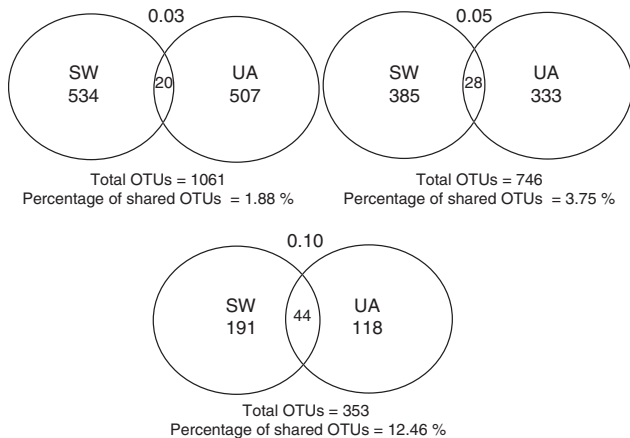 0.03
SW
534
20
UA
507
Total OTUs = 1061
Percentage of shared OTUs = 1.88 %
0.05
SW
385
28
UA
333
Total OTUs = 746
Percentage of shared OTUs = 3.75 %
0.10
SW
191
44
UA
118
Total OTUs = 353
Percentage of shared OTUs = 12.46 %